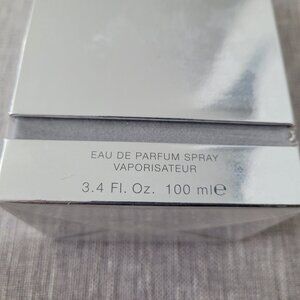 EAU DE PARFUM SPRAY
VAPORISATEUR
3.4 Fl. Oz. 100 ml℮